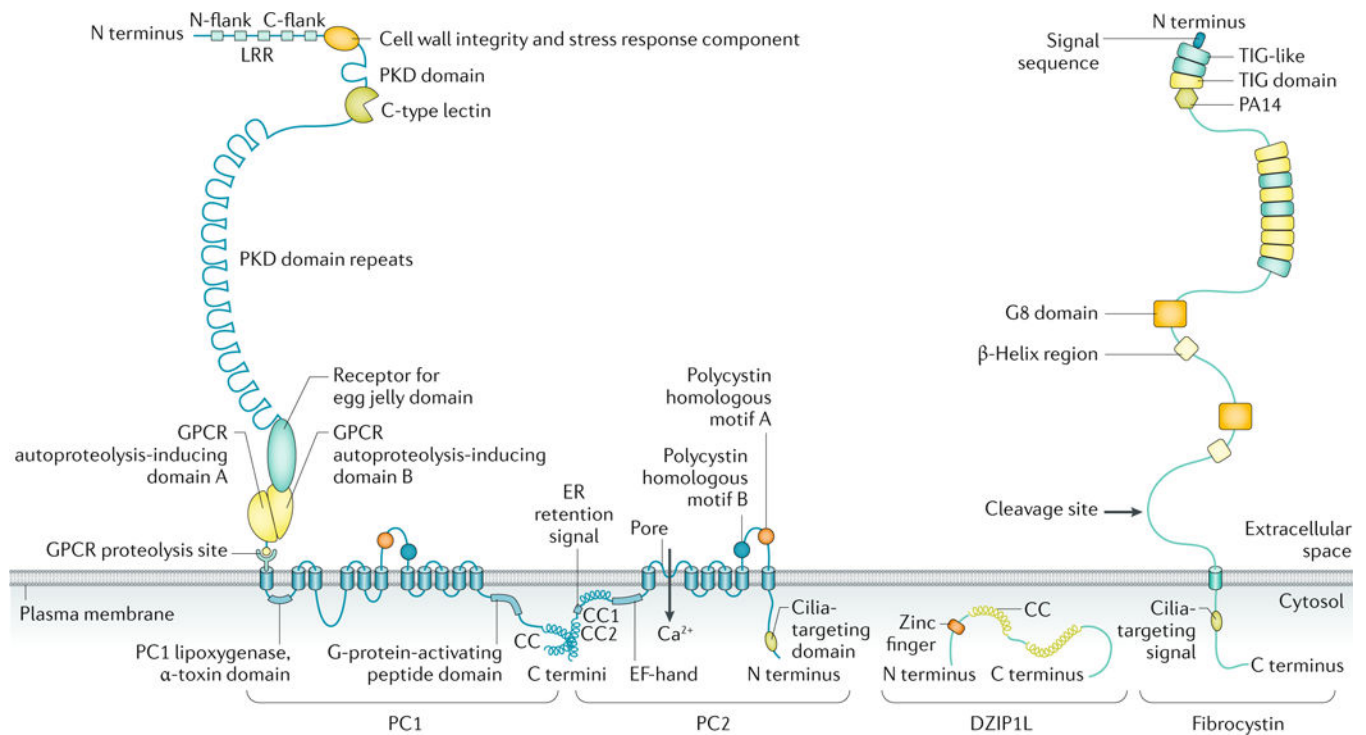 N-flank
C-flank
N terminus
LRR
Cell wall integrity and stress response component
PKD domain
C-type lectin
PKD domain repeats
Receptor for
egg jelly domain
GPCR
autoproteolysis-inducing
domain A
GPCR
autoproteolysis-inducing
domain B
GPCR proteolysis site
Plasma membrane
PC1 lipoxygenase,
α-toxin domain
G-protein-activating
peptide domain
CC
C termini
ER
retention
signal
CC1
CC2
EF-hand
Pore
Ca²⁺
Polycystin
homologous
motif B
Polycystin
homologous
motif A
Cilia-
targeting
domain
N terminus
PC1
PC2
Zinc
finger
CC
N terminus
C terminus
DZIP1L
N terminus
Signal
sequence
TIG-like
TIG domain
PA14
G8 domain
β-Helix region
Cleavage site
Extracellular
space
Cytosol
Cilia-
targeting
signal
C terminus
Fibrocystin